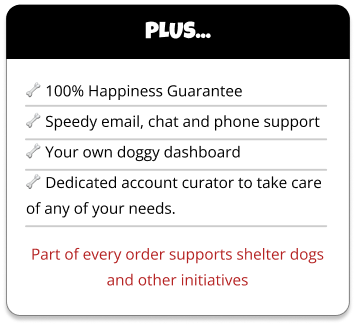 PLUS...
100% Happiness Guarantee
Speedy email, chat and phone support
Your own doggy dashboard
Dedicated account curator to take care
of any of your needs.
Part of every order supports shelter dogs
and other initiatives